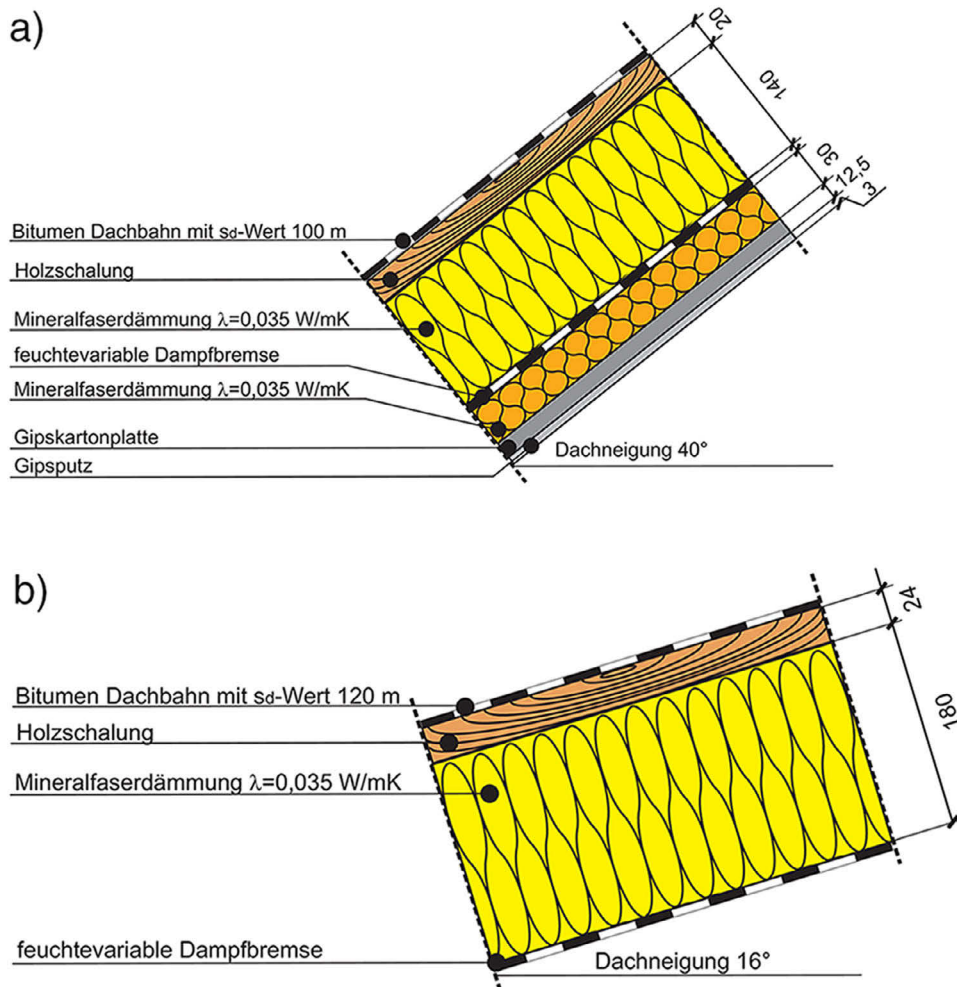 a)
20
140
30
12,5
3
Bitumen Dachbahn mit sd-Wert 100 m
Holzschalung
Mineralfaserdämmung λ=0,035 W/mK
feuchtevariable Dampfbremse
Mineralfaserdämmung λ=0,035 W/mK
Gipskartonplatte
Gipsputz
Dachneigung 40°
b)
24
180
Bitumen Dachbahn mit sd-Wert 120 m
Holzschalung
Mineralfaserdämmung λ=0,035 W/mK
feuchtevariable Dampfbremse
Dachneigung 16°